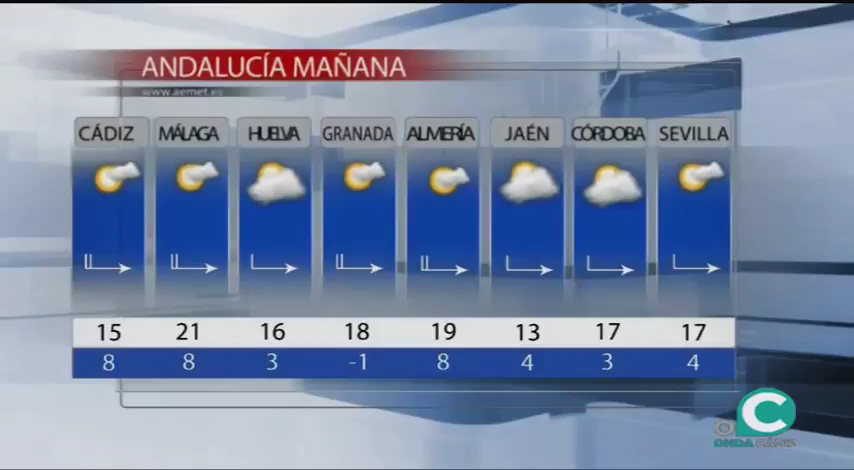 ANDALUCÍA MAÑANA
www.aemet.es
CÁDIZ MÁLAGA HUELVA GRANADA ALMERÍA JAÉN CÓRDOBA SEVILLA
15 21 16 18 19 13 17 17
8 8 3 -1 8 4 3 4
C
ONDA CÁDIZ